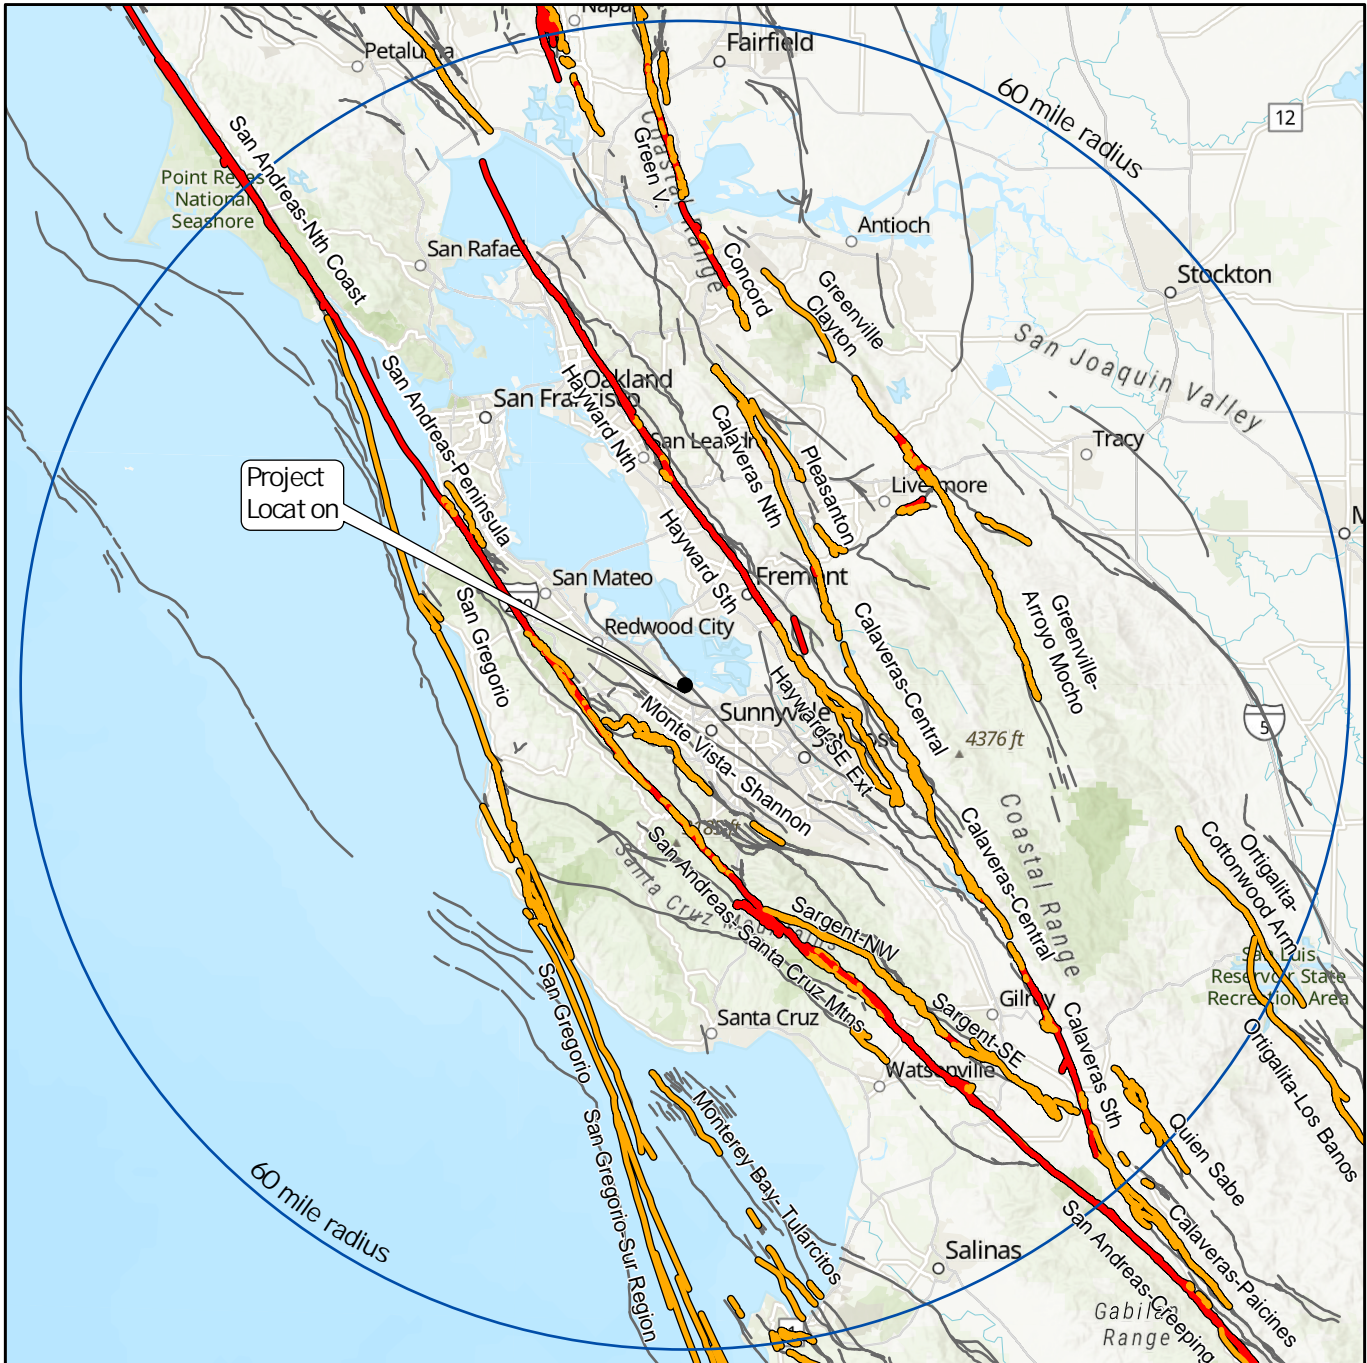 Napa
Petaluma
Fairfield
60 mile radius
12
San Andreas-Nth Coast
Point Reyes
National
Seashore
Green V.
Coastal Range
San Rafael
Antioch
Concord
Stockton
Greenville
Clayton
San Joaquin Valley
San Andreas-Peninsula
Oakland
San Francisco
Hayward Nth
San Leandro
Calaveras Nth
Pleasanton
Tracy
Livermore
Project
Locat on
M
Hayward Sth
San Mateo
Fremont
280
Redwood City
San Gregorio
Calaveras-Central
Greenville-
Arroyo Mocho
Monte Vista- Shannon
Sunnyvale
Hayward-SE Ext
4376 ft
5
Coastal Range
Calaveras-Central
Ortigalita-
Cottonwood Arm
San Andreas- Santa Cruz Mtns
Sargent-NW
San Luis
Reservoir State
Recreation Area
San Gregorio
Sargent-SE
Gilroy
Santa Cruz
Calaveras Sth
Ortigalita-Los Banos
Watsonville
Monterey Bay- Tularcitos
Quien Sabe
San Gregorio-Sur Region
60 mile radius
Salinas
San Andreas-Creeping
Calaveras-Paicines
Gabilan
Range
1